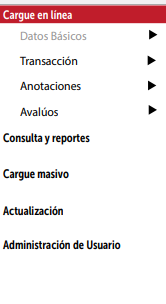 Cargue en línea
Datos Básicos
Transacción
Anotaciones
Avalúos
Consulta y reportes
Cargue masivo
Actualización
Administración de Usuario